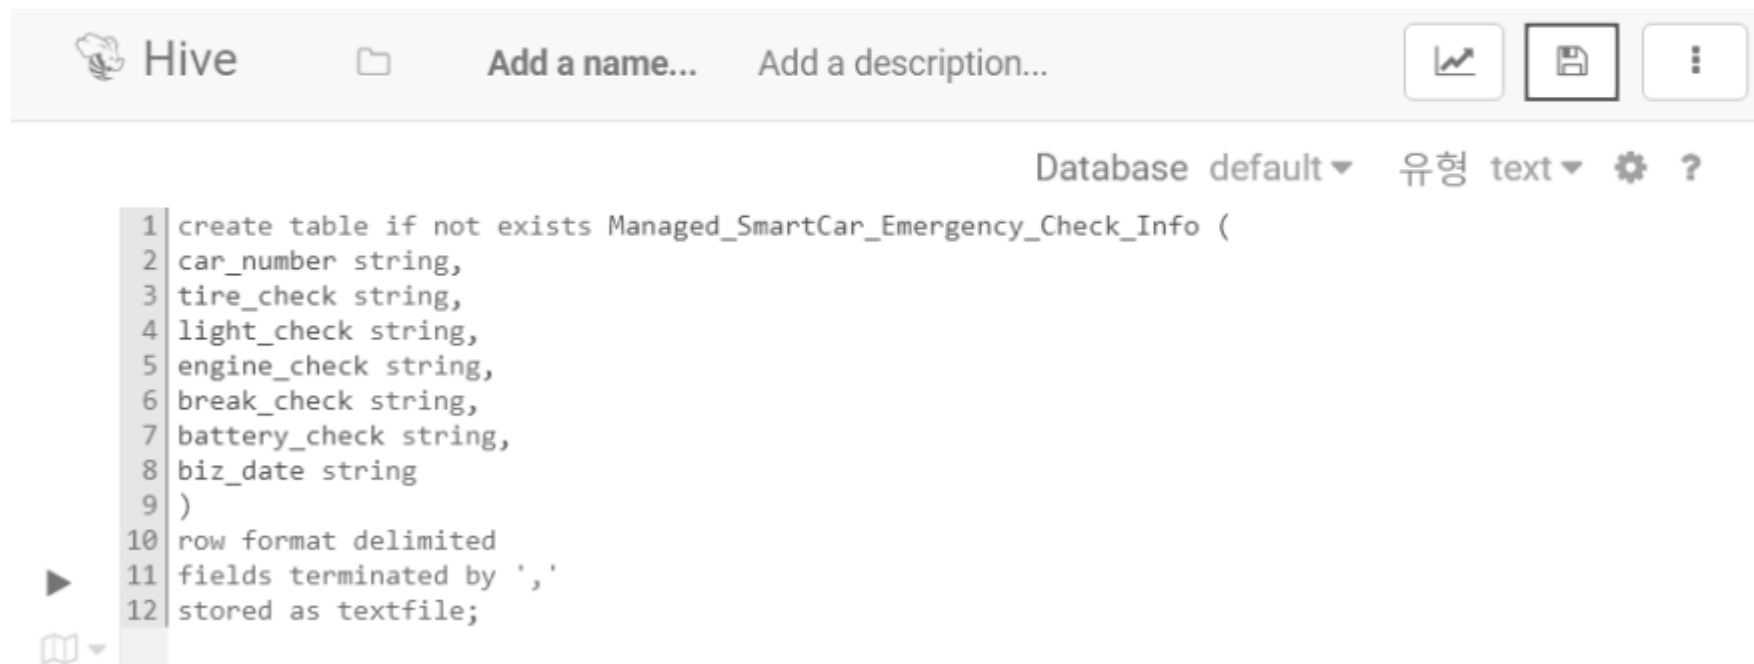 Hive Add a name... Add a description...
Database default 유형 text ?
1 create table if not exists Managed_SmartCar_Emergency_Check_Info (
2 car_number string,
3 tire_check string,
4 light_check string,
5 engine_check string,
6 break_check string,
7 battery_check string,
8 biz_date string
9 )
10 row format delimited
11 fields terminated by ','
12 stored as textfile;